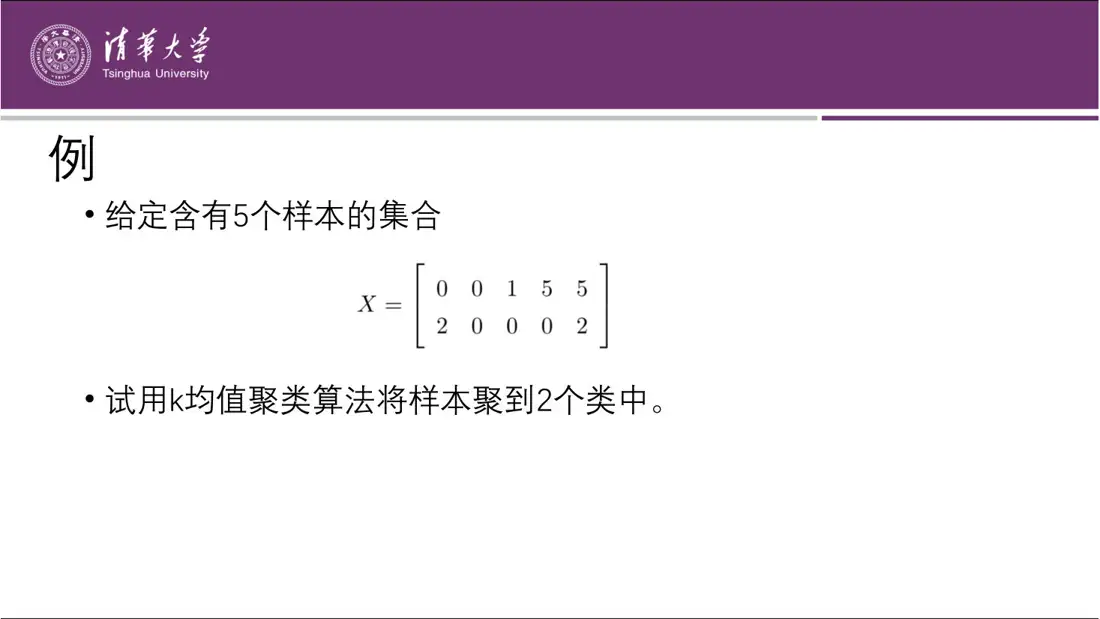 清华大学
Tsinghua University
例
• 给定含有5个样本的集合
X = [ 0 0 1 5 5
2 0 0 0 2 ]
• 试用k均值聚类算法将样本聚到2个类中。